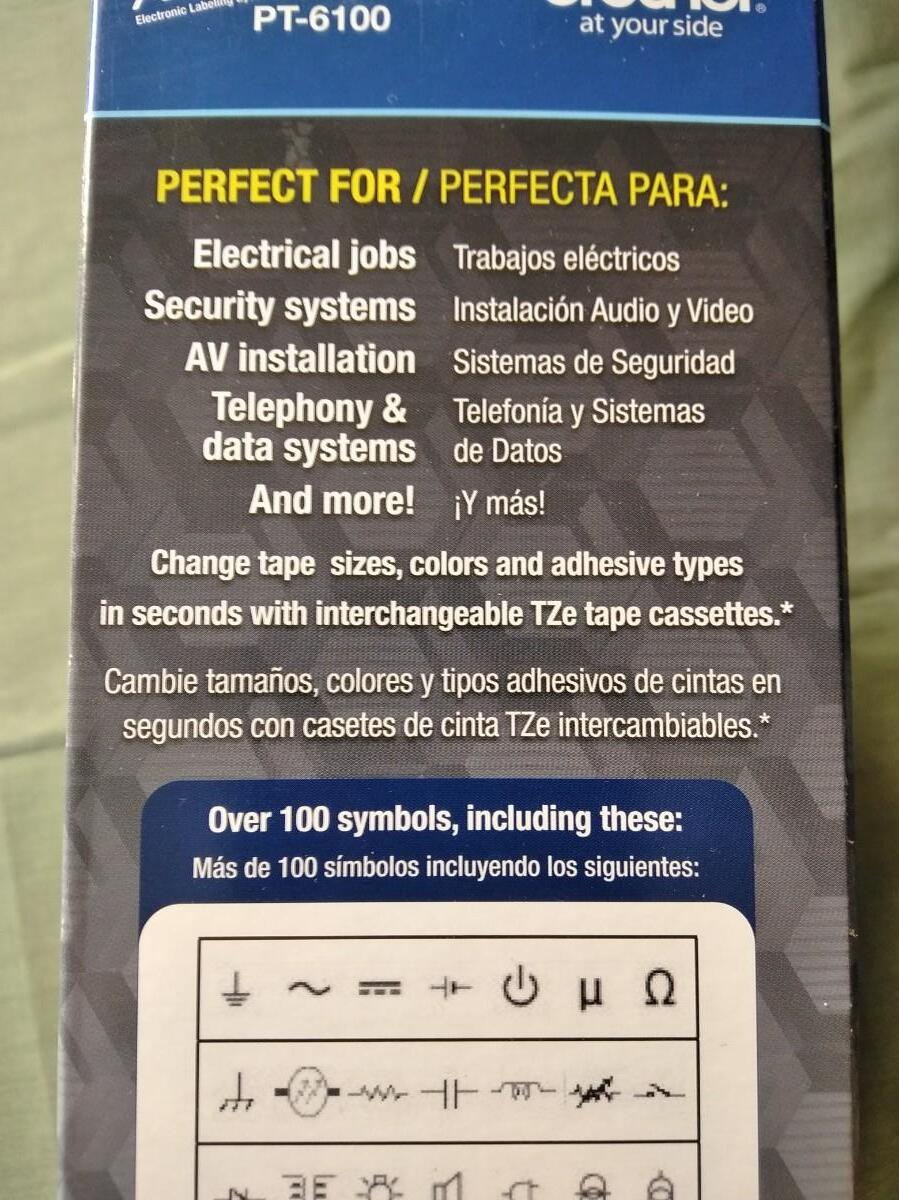 Electronic Labeling
PT-6100
at your side
PERFECT FOR / PERFECTA PARA:
Electrical jobs Trabajos eléctricos
Security systems Instalación Audio y Video
AV installation Sistemas de Seguridad
Telephony & Telefonía y Sistemas
data systems de Datos
And more! ¡Y más!
Change tape sizes, colors and adhesive types
in seconds with interchangeable TZe tape cassettes.*
Cambie tamaños, colores y tipos adhesivos de cintas en
segundos con casetes de cinta TZe intercambiables.*
Over 100 symbols, including these:
Más de 100 símbolos incluyendo los siguientes:
µ Ω